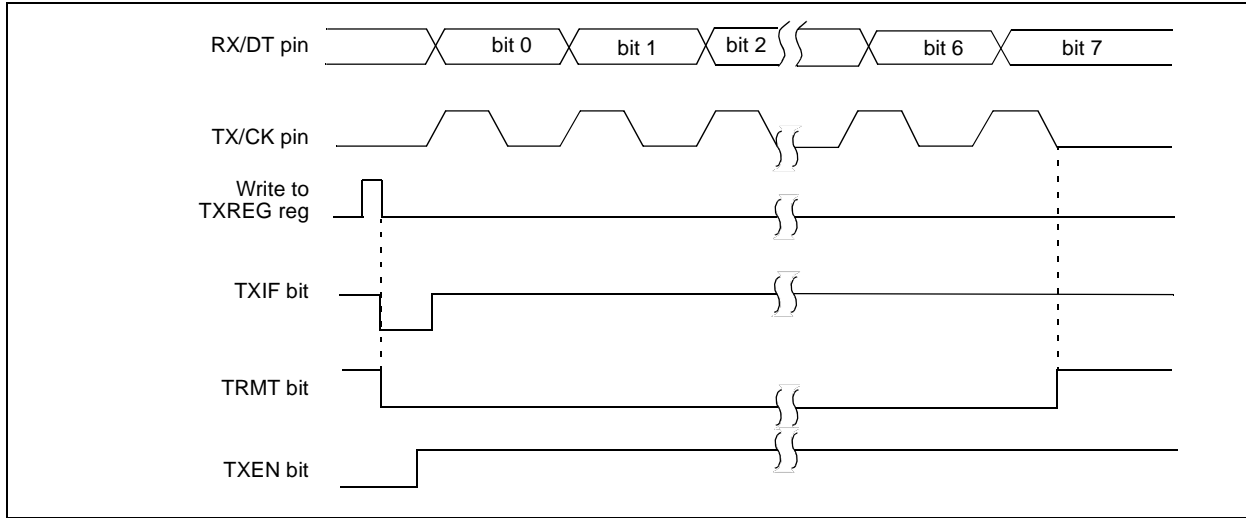 RX/DT pin
bit 0
bit 1
bit 2
bit 6
bit 7
TX/CK pin
Write to
TXREG reg
TXIF bit
TRMT bit
TXEN bit